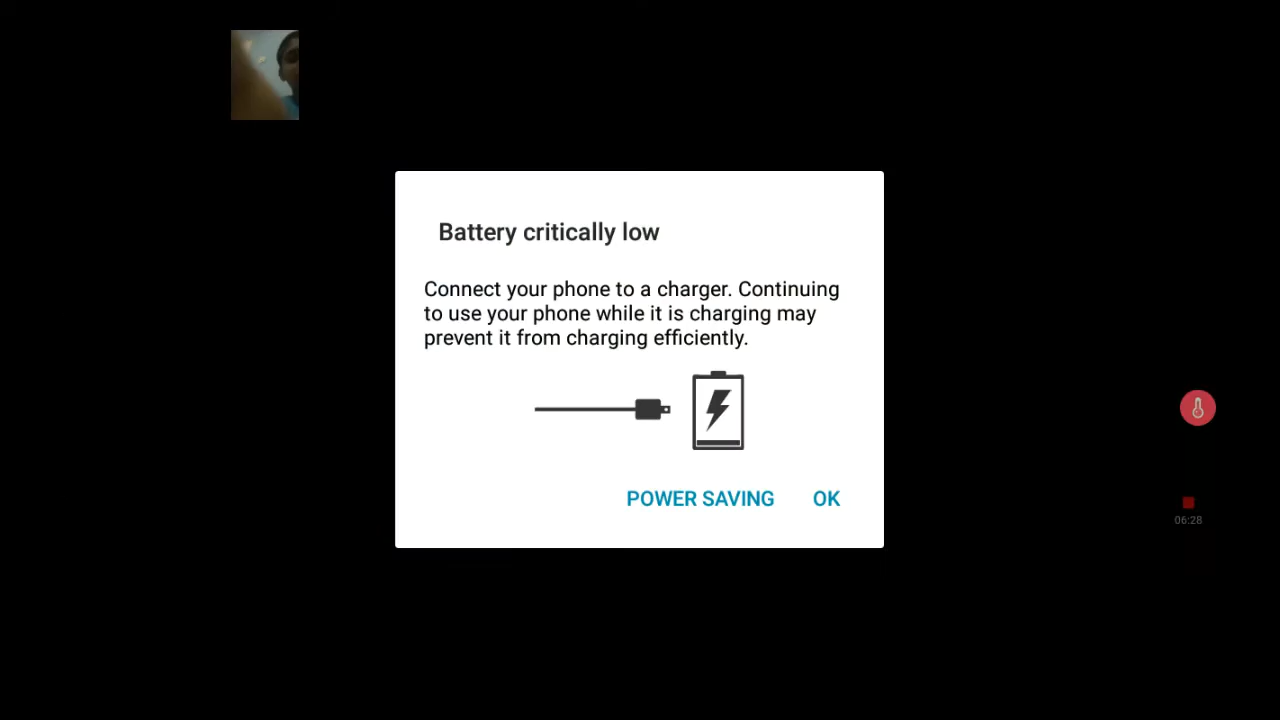 Battery critically low
Connect your phone to a charger. Continuing
to use your phone while it is charging may
prevent it from charging efficiently.
POWER SAVING OK
06:28